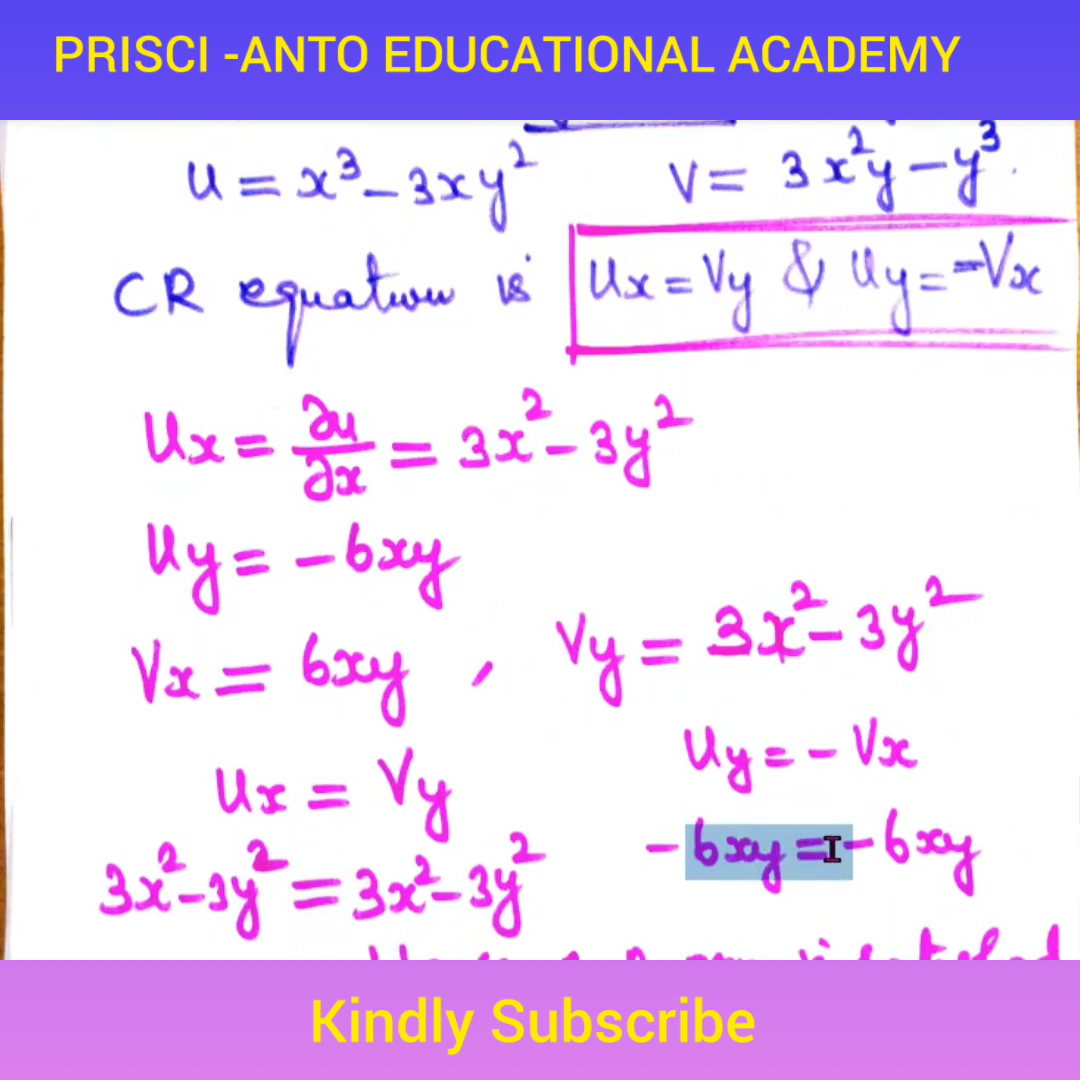 PRISCI -ANTO EDUCATIONAL ACADEMY
u = x³ - 3xy² V = 3x²y - y³.
CR equation is Ux = Vy & Uy = -Vx
Ux = ∂u/∂x = 3x² - 3y²
Uy = -6xy
Vx = 6xy , Vy = 3x² - 3y²
Ux = Vy Uy = - Vx
3x² - 3y² = 3x² - 3y² -6xy = -6xy
Kindly Subscribe